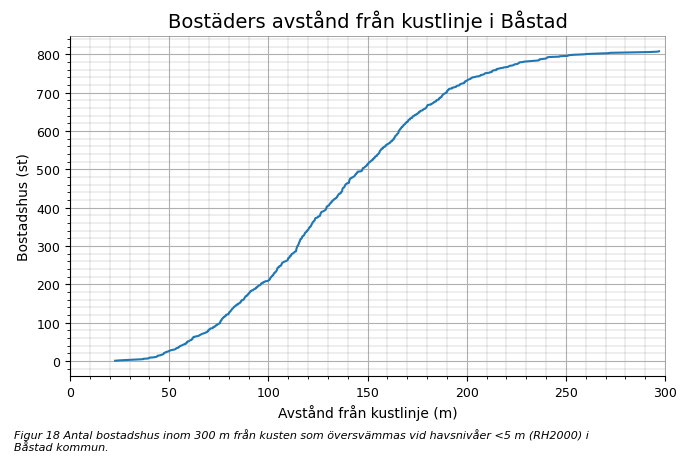 Bostäders avstånd från kustlinje i Båstad
Bostadshus (st)
800
700
600
500
400
300
200
100
0
0 50 100 150 200 250 300
Avstånd från kustlinje (m)
Figur 18 Antal bostadshus inom 300 m från kusten som översvämmas vid havsnivåer <5 m (RH2000) i
Båstad kommun.